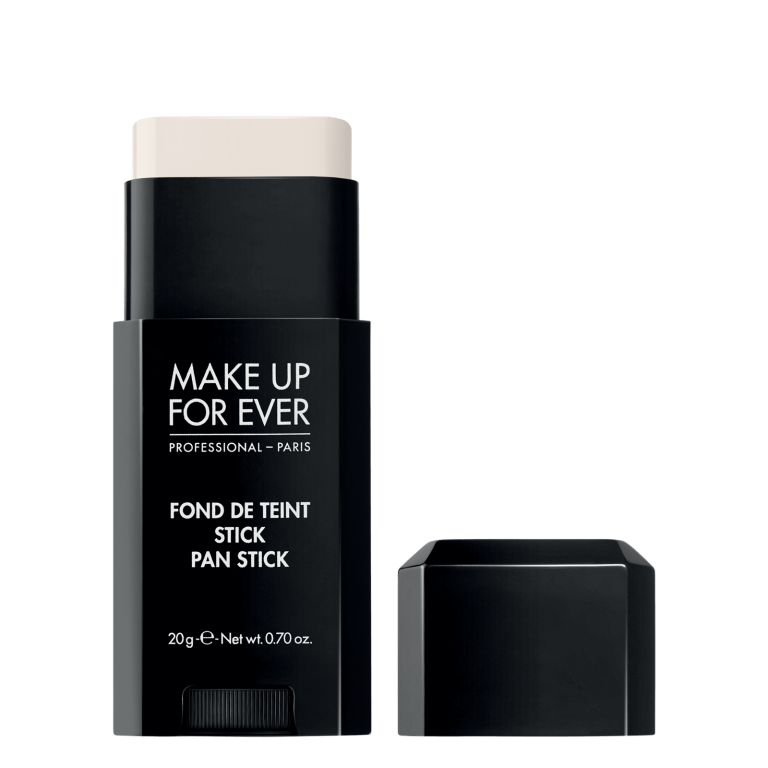 MAKE UP
FOR EVER
PROFESSIONAL – PARIS
FOND DE TEINT
STICK
PAN STICK
20g-℮-Net wt. 0.70 oz.